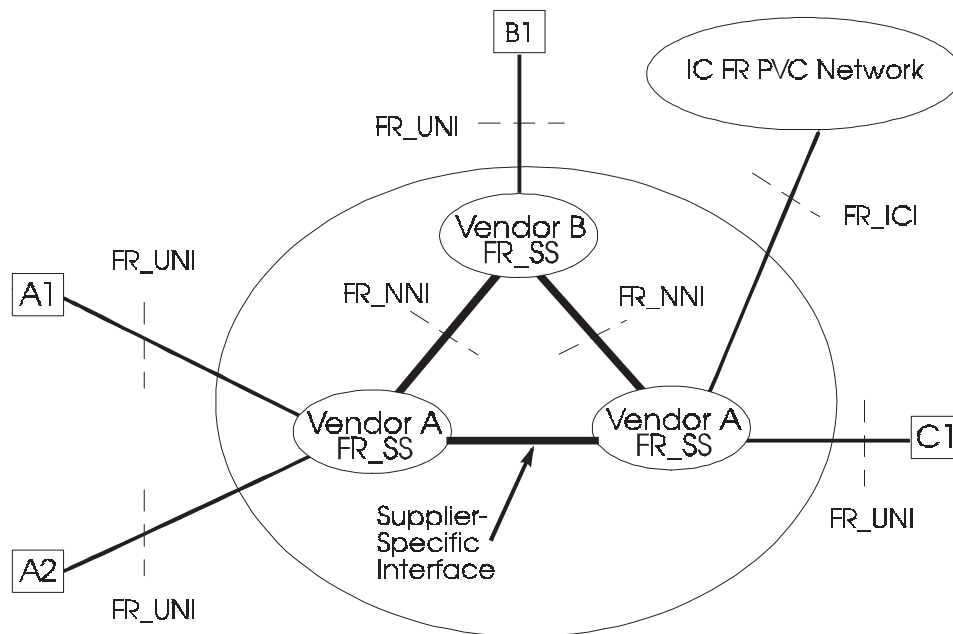 B1
IC FR PVC Network
FR_UNI
Vendor B
FR_SS
FR_ICI
FR_UNI
A1
FR_NNI
FR_NNI
Vendor A
FR_SS
Vendor A
FR_SS
C1
Supplier-
Specific
Interface
FR_UNI
A2
FR_UNI